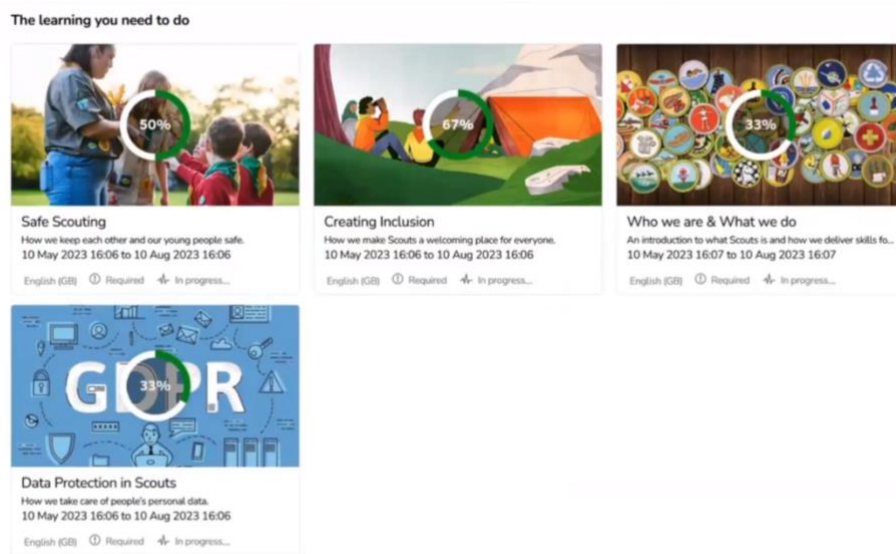 The learning you need to do
50%
Safe Scouting
How we keep each other and our young people safe.
10 May 2023 16:06 to 10 Aug 2023 16:06
English (GB) Required In progress...
67%
Creating Inclusion
How we make Scouts a welcoming place for everyone.
10 May 2023 16:06 to 10 Aug 2023 16:06
English (GB) Required In progress...
33%
Who we are & What we do
An introduction to what Scouts is and how we deliver skills fo...
10 May 2023 16:07 to 10 Aug 2023 16:07
English (GB) Required In progress...
GDPR
33%
Data Protection in Scouts
How we take care of people's personal data.
10 May 2023 16:06 to 10 Aug 2023 16:06
English (GB) Required In progress...